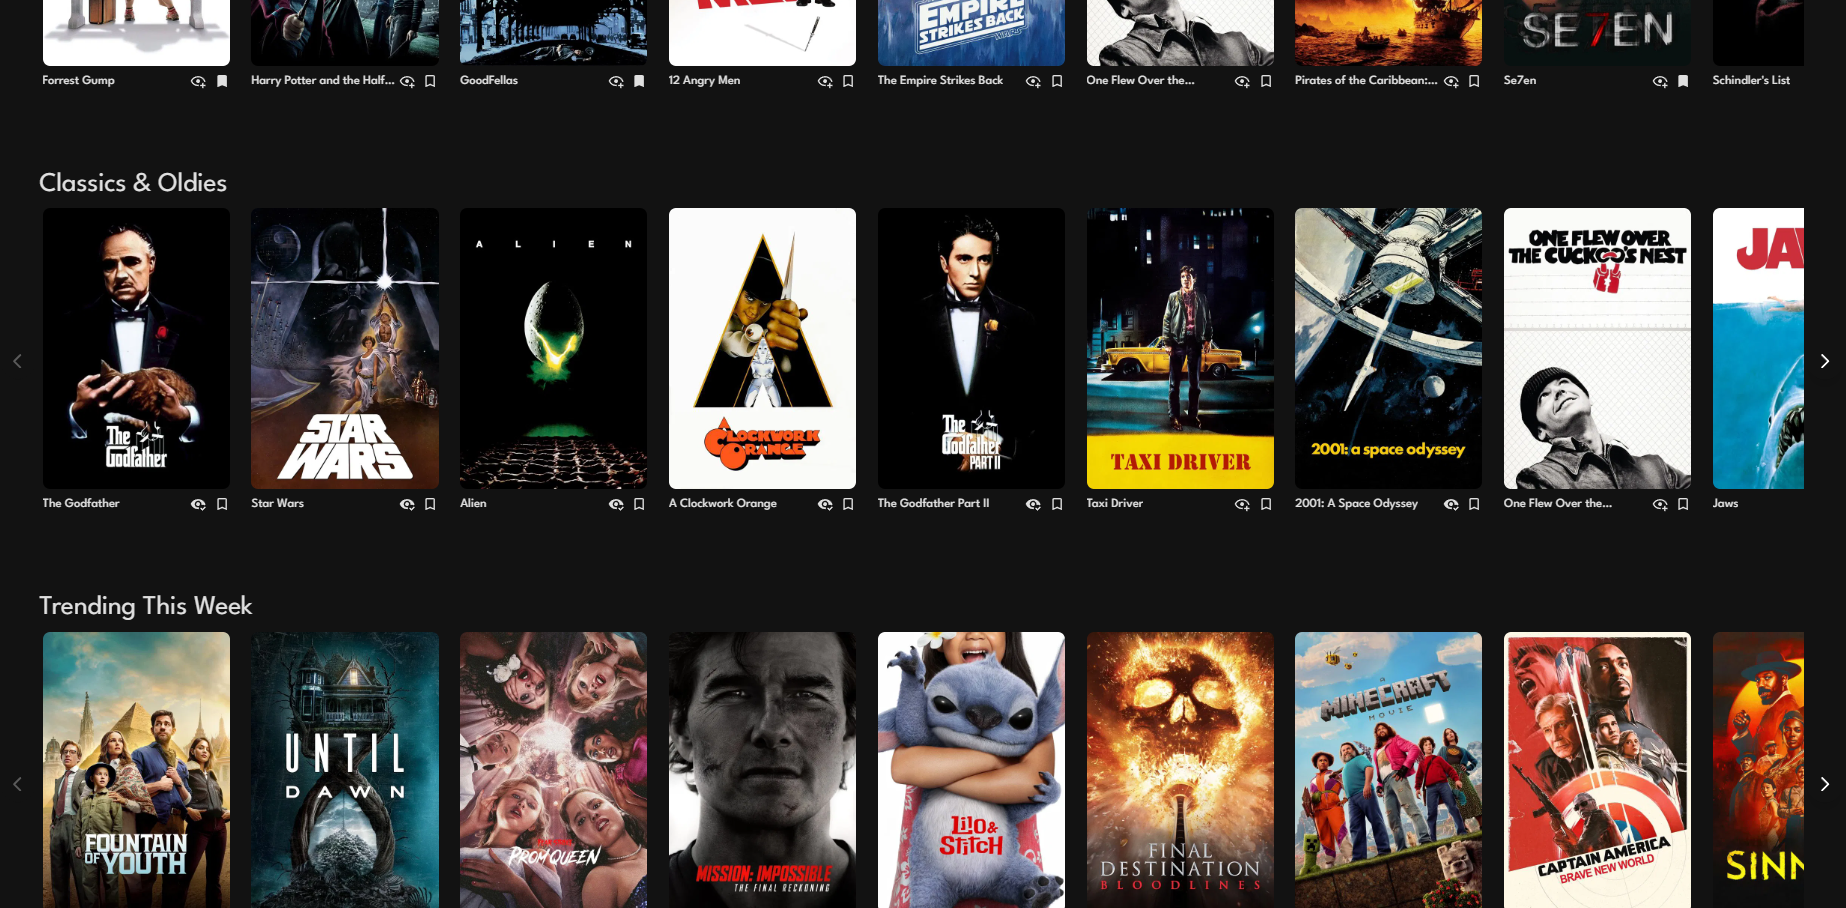 EMPIRE
STRIKES BACK
SE7EN
Forrest Gump
Harry Potter and the Half...
GoodFellas
12 Angry Men
The Empire Strikes Back
One Flew Over the...
Pirates of the Caribbean:...
Se7en
Schindler's List
Classics & Oldies
The
Godfather
STAR
WARS
ALIEN
CLOCKWORK
ORANGE
The
Godfather
PART II
TAXI DRIVER
2001: a space odyssey
ONE FLEW OVER
THE CUCKOO'S NEST
JA
The Godfather
Star Wars
Alien
A Clockwork Orange
The Godfather Part II
Taxi Driver
2001: A Space Odyssey
One Flew Over the...
Jaws
Trending This Week
FOUNTAIN
OF YOUTH
UNTIL
DAWN
PROM QUEEN
MISSION: IMPOSSIBLE
THE FINAL RECKONING
Lilo &
Stitch
FINAL
DESTINATION
BLOODLINES
A
MINECRAFT
MOVIE
CAPTAIN AMERICA
BRAVE NEW WORLD
SINN